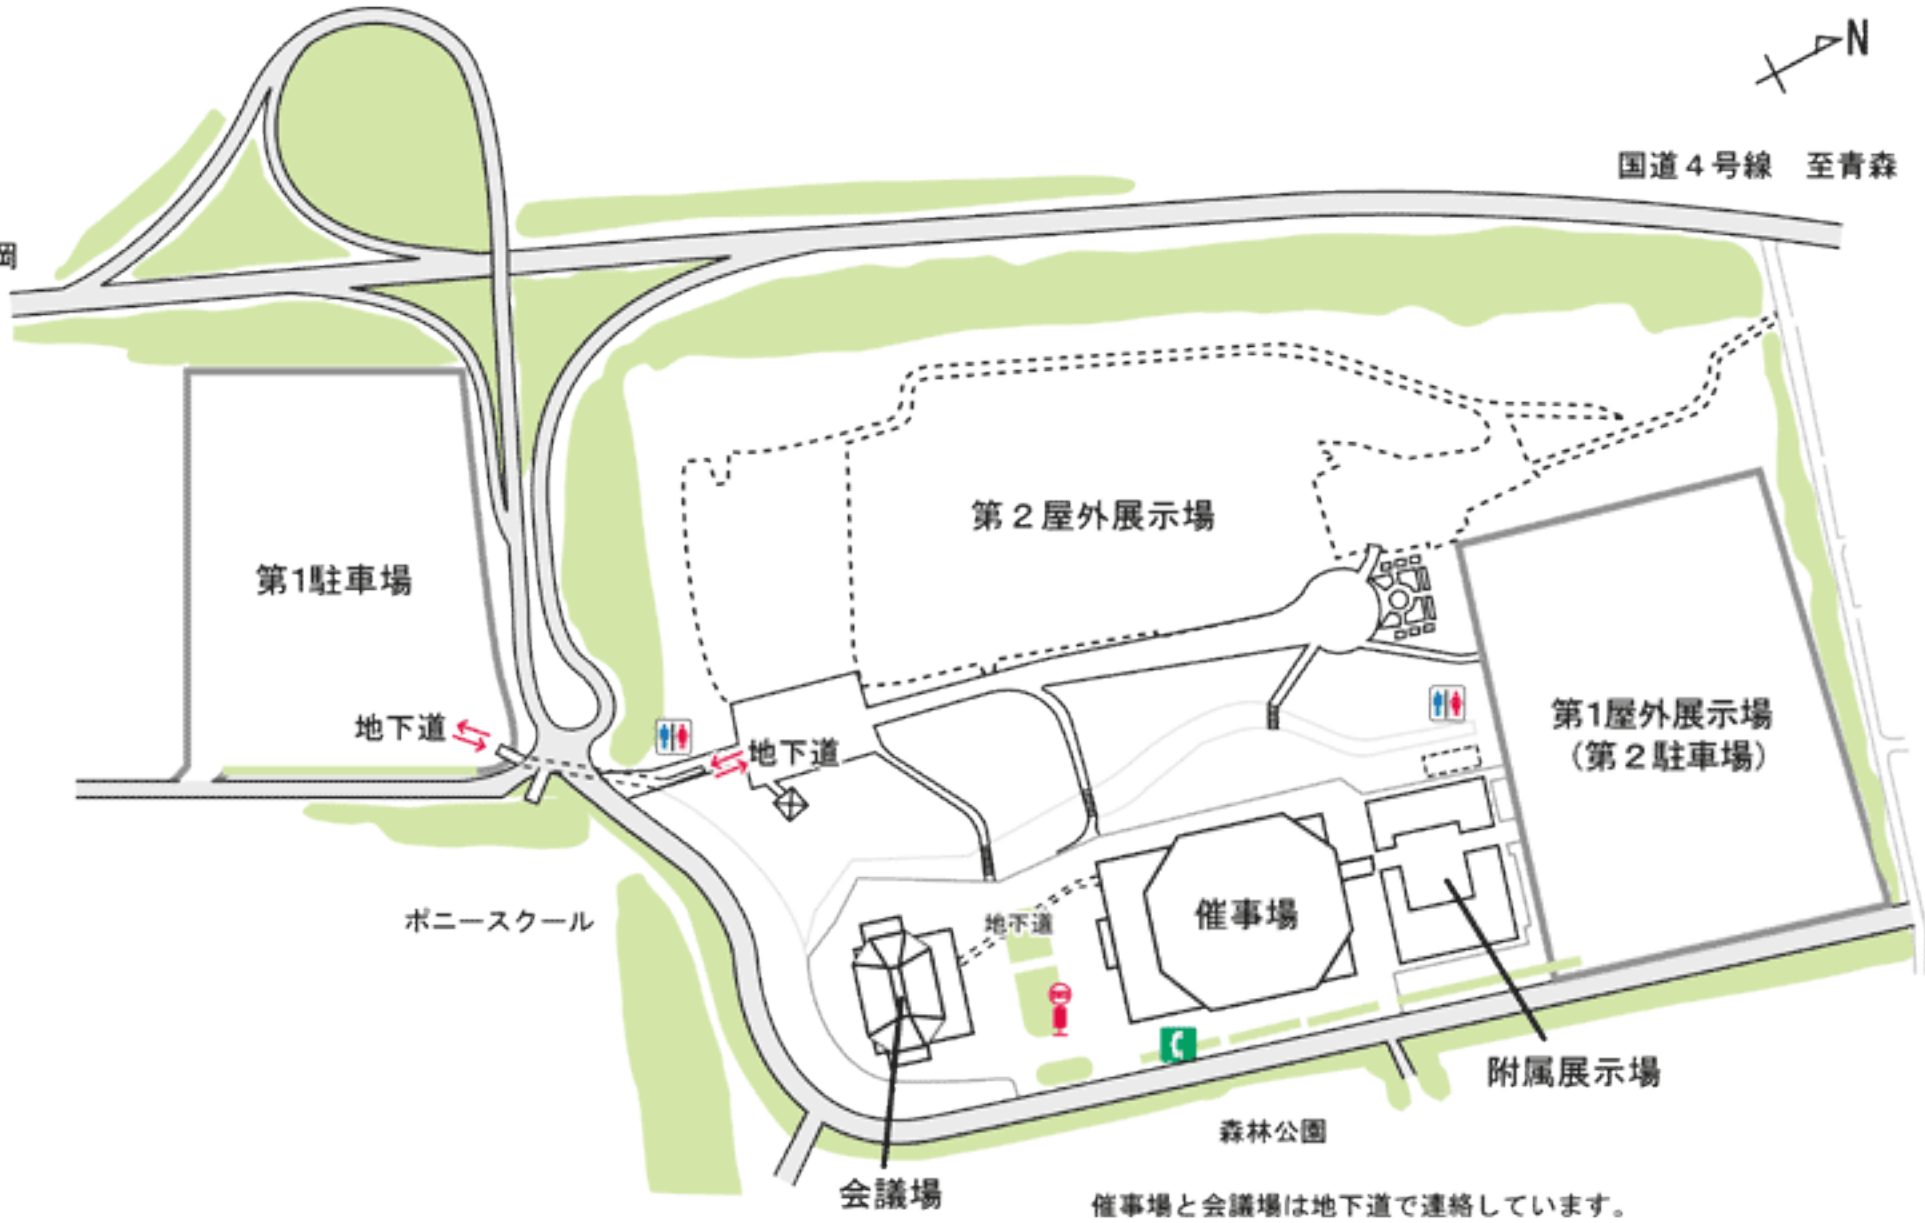 N
国道４号線　至青森
岡
第２屋外展示場
第1駐車場
第1屋外展示場
（第２駐車場）
地下道
地下道
ポニースクール
地下道
催事場
附属展示場
森林公園
会議場
催事場と会議場は地下道で連絡しています。